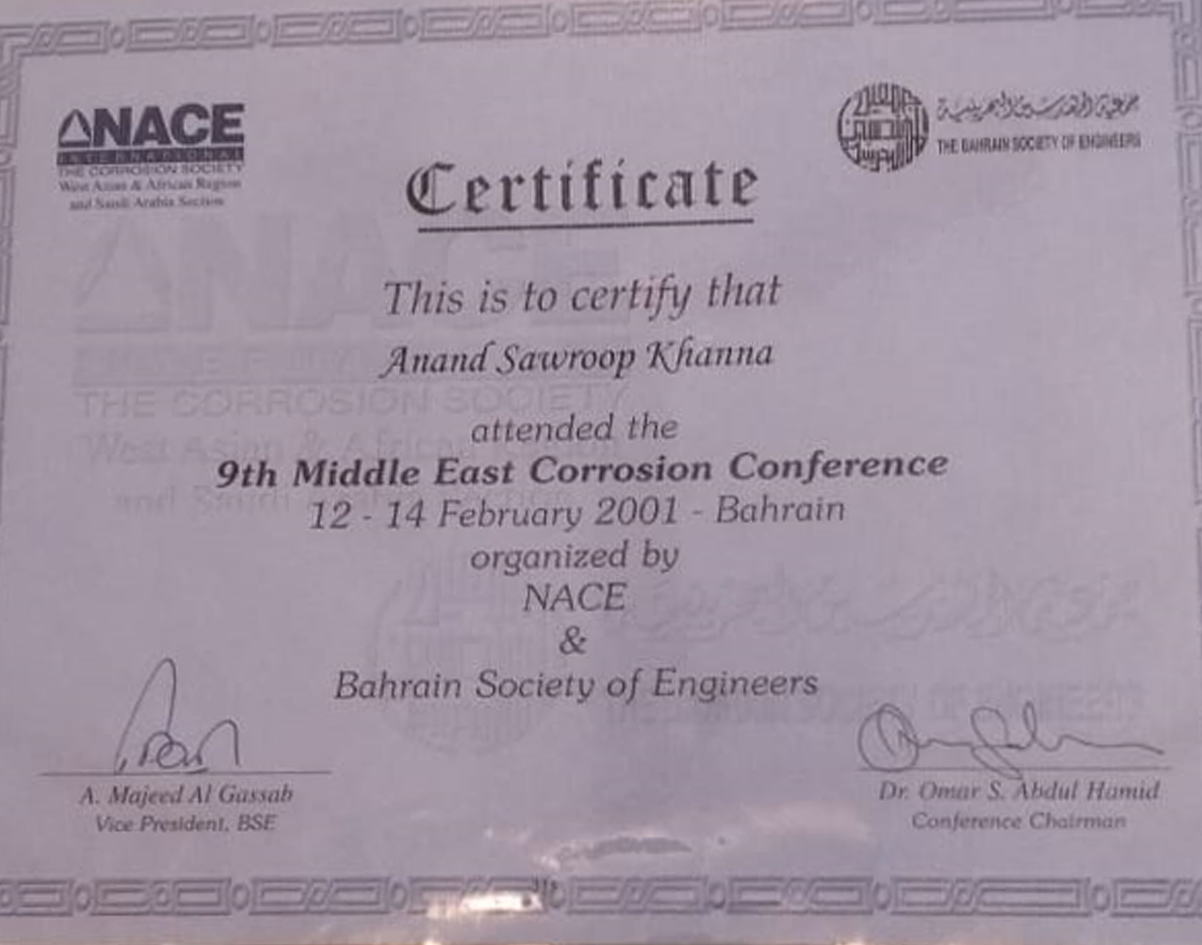 NACE
INTERNATIONAL
THE CORROSION SOCIETY
West Asian & African Region
and Saudi Arabia Section
THE BAHRAIN SOCIETY OF ENGINEERS
Certificate
This is to certify that
Anand Sawroop Khanna
attended the
9th Middle East Corrosion Conference
12 - 14 February 2001 - Bahrain
organized by
NACE
&
Bahrain Society of Engineers
A. Majeed Al Gassab
Vice President, BSE
Dr. Omar S. Abdul Hamid
Conference Chairman